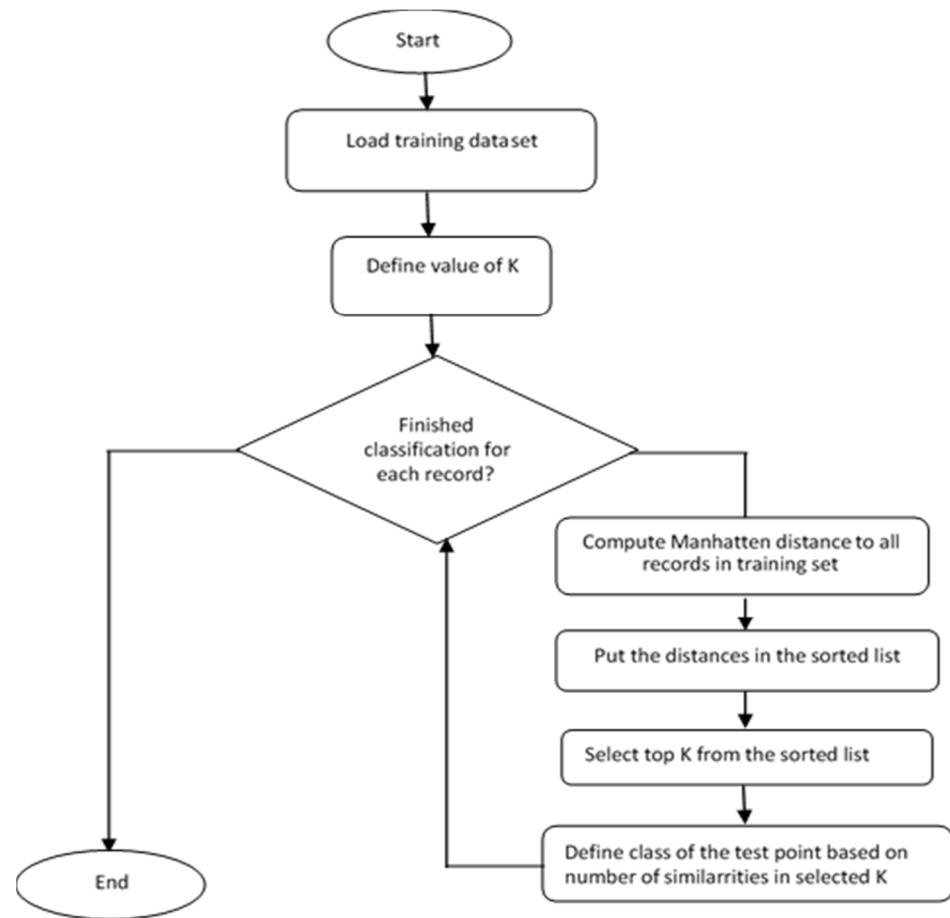 Start
Load training dataset
Define value of K
Finished
classification for
each record?
Compute Manhatten distance to all
records in training set
Put the distances in the sorted list
Select top K from the sorted list
Define class of the test point based on
number of similarrities in selected K
End